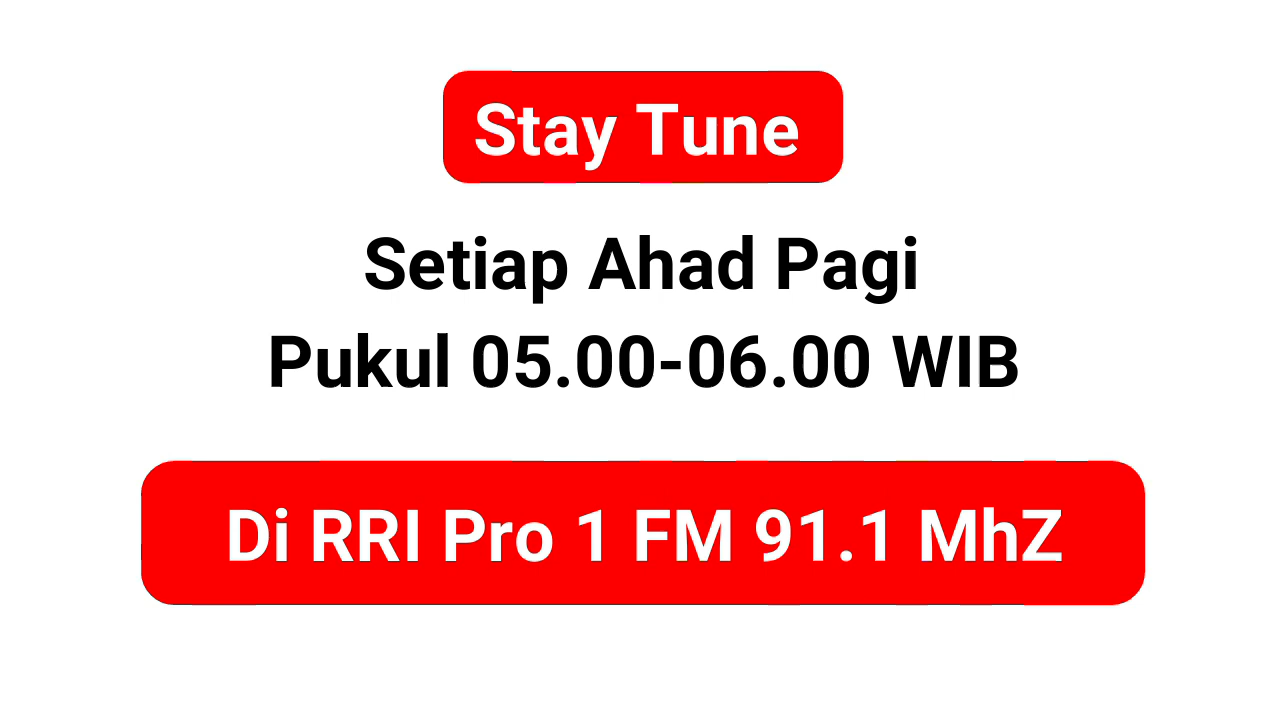 Stay Tune
Setiap Ahad Pagi
Pukul 05.00-06.00 WIB
Di RRI Pro 1 FM 91.1 MhZ